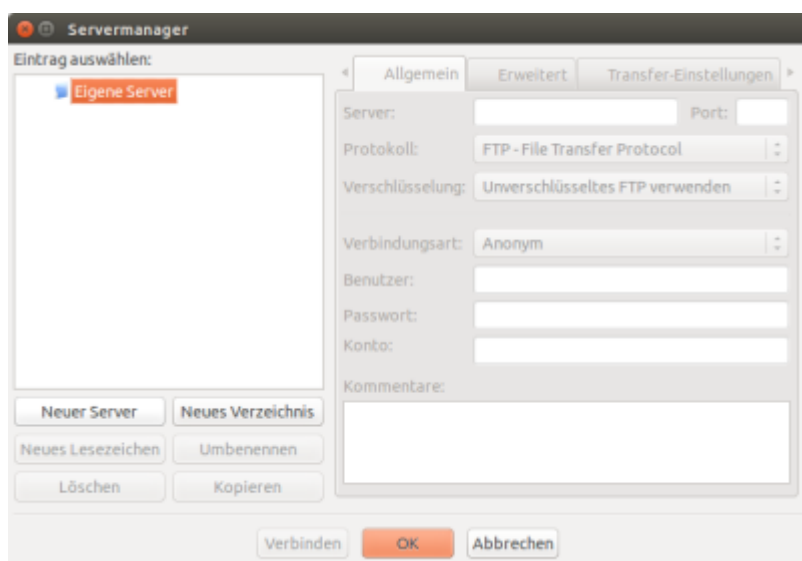 Servermanager
Eintrag auswählen:
Eigene Server
Neuer Server
Neues Verzeichnis
Neues Lesezeichen
Umbenennen
Löschen
Kopieren
Allgemein
Erweitert
Transfer-Einstellungen
Server:
Port:
Protokoll:
FTP - File Transfer Protocol
Verschlüsselung:
Unverschlüsseltes FTP verwenden
Verbindungsart:
Anonym
Benutzer:
Passwort:
Konto:
Kommentare:
Verbinden
OK
Abbrechen